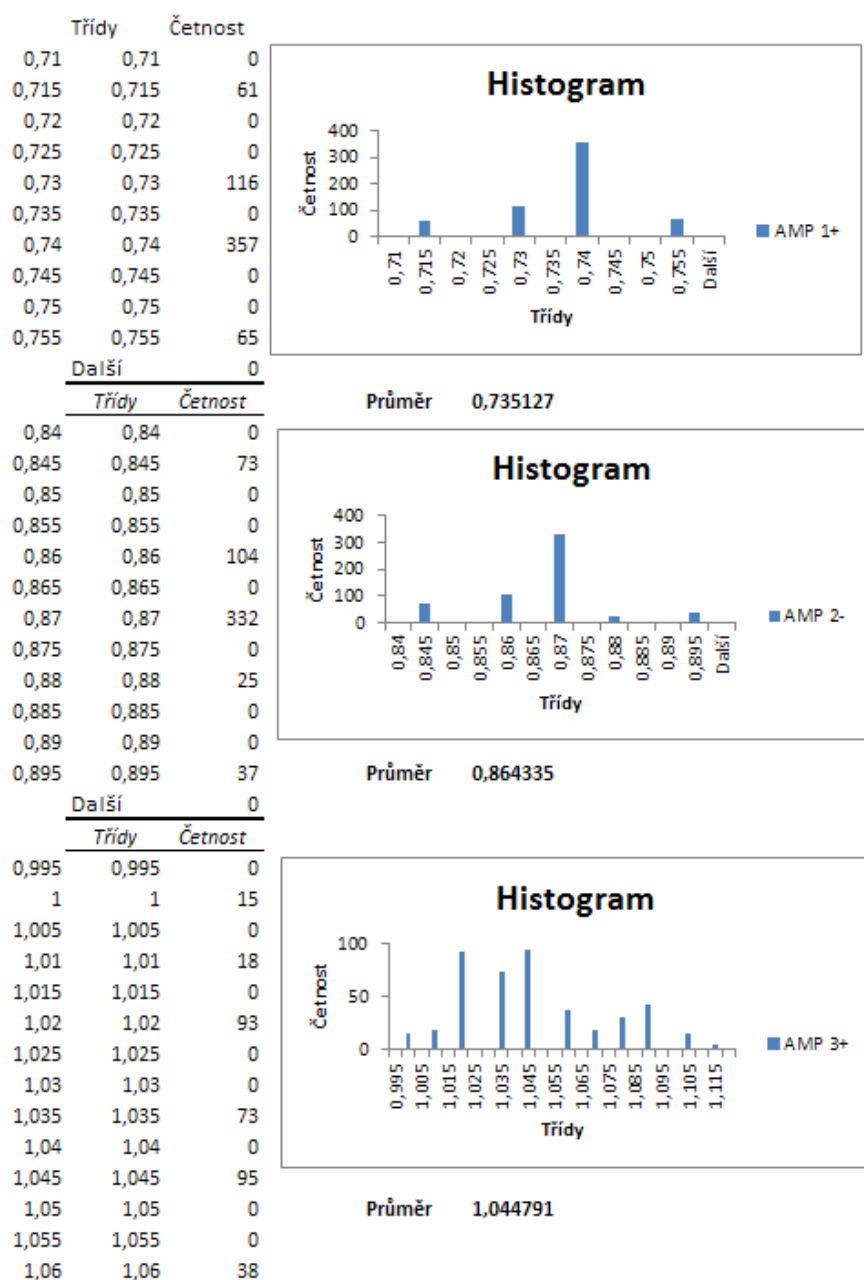 Třídy Četnost
0,71 0,71 0
0,715 0,715 61
0,72 0,72 0
0,725 0,725 0
0,73 0,73 116
0,735 0,735 0
0,74 0,74 357
0,745 0,745 0
0,75 0,75 0
0,755 0,755 65
Další 0
Histogram
Četnost
400
300
200
100
0
0,71 0,715 0,72 0,725 0,73 0,735 0,74 0,745 0,75 0,755 Další
Třídy
AMP 1+
Průměr 0,735127
Třídy Četnost
0,84 0,84 0
0,845 0,845 73
0,85 0,85 0
0,855 0,855 0
0,86 0,86 104
0,865 0,865 0
0,87 0,87 332
0,875 0,875 0
0,88 0,88 25
0,885 0,885 0
0,89 0,89 0
0,895 0,895 37
Další 0
Histogram
Četnost
400
300
200
100
0
0,84 0,845 0,85 0,855 0,86 0,865 0,87 0,875 0,88 0,885 0,89 0,895 Další
Třídy
AMP 2-
Průměr 0,864335
Třídy Četnost
0,995 0,995 0
1 1 15
1,005 1,005 0
1,01 1,01 18
1,015 1,015 0
1,02 1,02 93
1,025 1,025 0
1,03 1,03 0
1,035 1,035 73
1,04 1,04 0
1,045 1,045 95
1,05 1,05 0
1,055 1,055 0
1,06 1,06 38
Histogram
Četnost
100
50
0
0,995 1,005 1,015 1,025 1,035 1,045 1,055 1,065 1,075 1,085 1,095 1,105 1,115
Třídy
AMP 3+
Průměr 1,044791